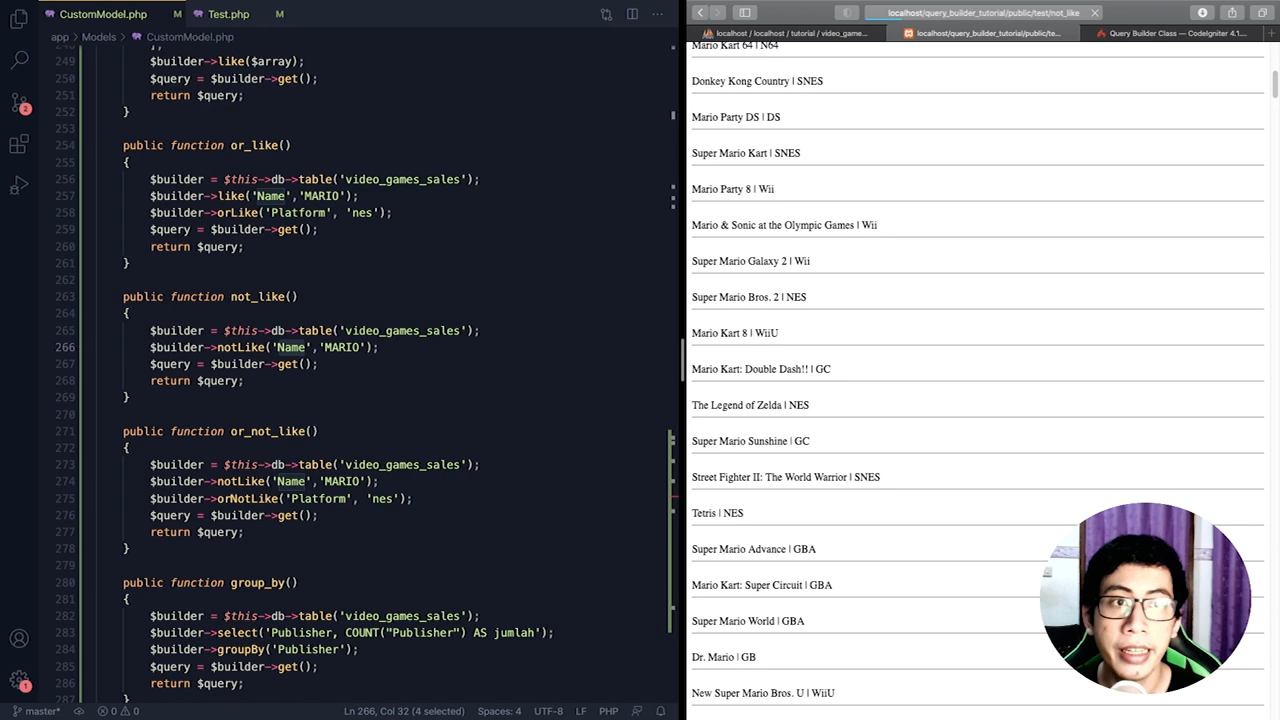 CustomModel.php M
Test.php M
app > Models > CustomModel.php
249 $builder->like($array);
250 $query = $builder->get();
251 return $query;
252 }
253
254 public function or_like()
255 {
256 $builder = $this->db->table('video_games_sales');
257 $builder->like('Name','MARIO');
258 $builder->orLike('Platform', 'nes');
259 $query = $builder->get();
260 return $query;
261 }
262
263 public function not_like()
264 {
265 $builder = $this->db->table('video_games_sales');
266 $builder->notLike('Name','MARIO');
267 $query = $builder->get();
268 return $query;
269 }
270
271 public function or_not_like()
272 {
273 $builder = $this->db->table('video_games_sales');
274 $builder->notLike('Name','MARIO');
275 $builder->orNotLike('Platform', 'nes');
276 $query = $builder->get();
277 return $query;
278 }
279
280 public function group_by()
281 {
282 $builder = $this->db->table('video_games_sales');
283 $builder->select('Publisher, COUNT("Publisher") AS jumlah');
284 $builder->groupBy('Publisher');
285 $query = $builder->get();
286 return $query;
287 }
2
1
master* 0 0 Ln 266, Col 32 (4 selected) Spaces: 4 UTF-8 LF PHP
localhost/query_builder_tutorial/public/test/not_like
localhost / localhost / tutorial / video_game...
localhost/query_builder_tutorial/public/te...
Query Builder Class — CodeIgniter 4.1....
Mario Kart 64 | N64
Donkey Kong Country | SNES
Mario Party DS | DS
Super Mario Kart | SNES
Mario Party 8 | Wii
Mario & Sonic at the Olympic Games | Wii
Super Mario Galaxy 2 | Wii
Super Mario Bros. 2 | NES
Mario Kart 8 | WiiU
Mario Kart: Double Dash!! | GC
The Legend of Zelda | NES
Super Mario Sunshine | GC
Street Fighter II: The World Warrior | SNES
Tetris | NES
Super Mario Advance | GBA
Mario Kart: Super Circuit | GBA
Super Mario World | GBA
Dr. Mario | GB
New Super Mario Bros. U | WiiU